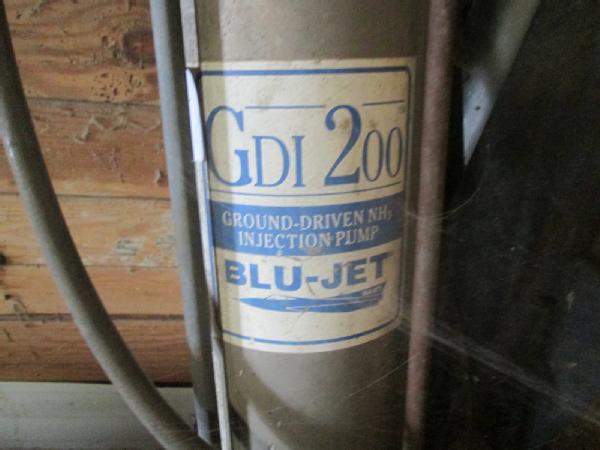 GDI 200
GROUND-DRIVEN NH₃
INJECTION PUMP
BLU-JET